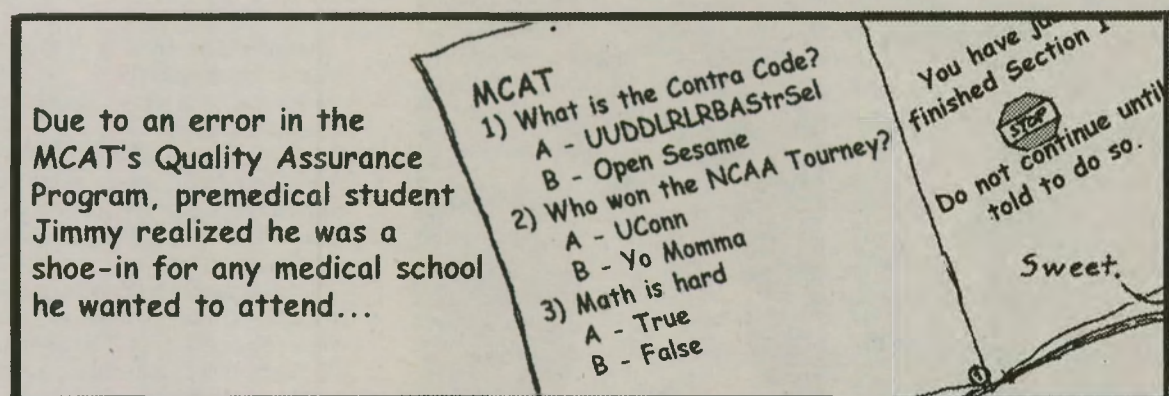 Due to an error in the
MCAT's Quality Assurance
Program, premedical student
Jimmy realized he was a
shoe-in for any medical school
he wanted to attend...
MCAT
1) What is the Contra Code?
A - UUDDLRLRBAStrSel
B - Open Sesame
2) Who won the NCAA Tourney?
A - UConn
B - Yo Momma
3) Math is hard
A - True
B - False
You have
finished Section 1
STOP
Do not continue until
told to do so.
Sweet.